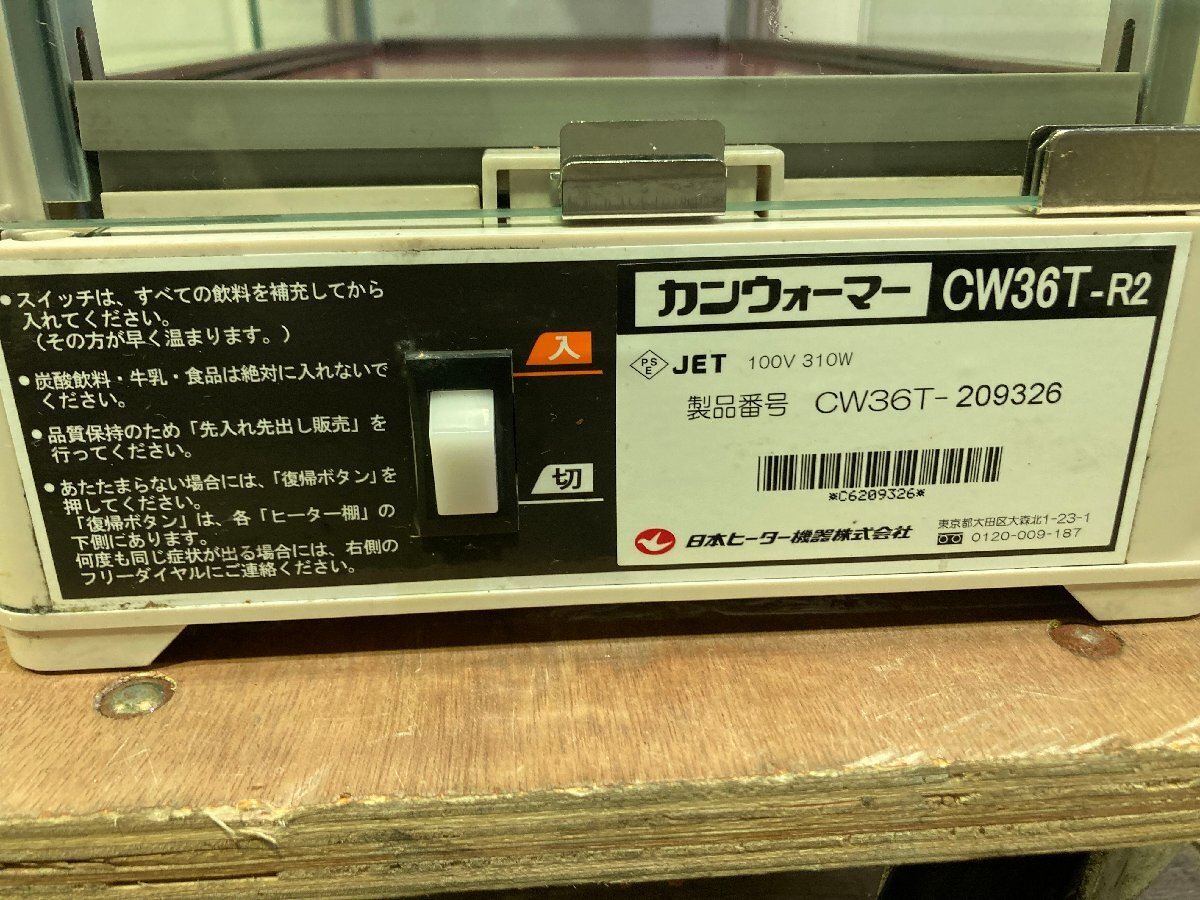 ●スイッチは、すべての飲料を補充してから
入れてください。
（その方が早く温まります。）
●炭酸飲料・牛乳・食品は絶対に入れないで
ください。
●品質保持のため「先入れ先出し販売」を
行ってください。
●あたたまらない場合には、「復帰ボタン」を
押してください。
「復帰ボタン」は、各「ヒーター棚」の
下側にあります。
何度も同じ症状が出る場合には、右側の
フリーダイヤルにご連絡ください。
入
切
カンウォーマー CW36T-R2
PSE JET 100V 310W
製品番号 CW36T-209326
*C6209326*
日本ヒーター機器株式会社
東京都大田区大森北1-23-1
0120-009-187